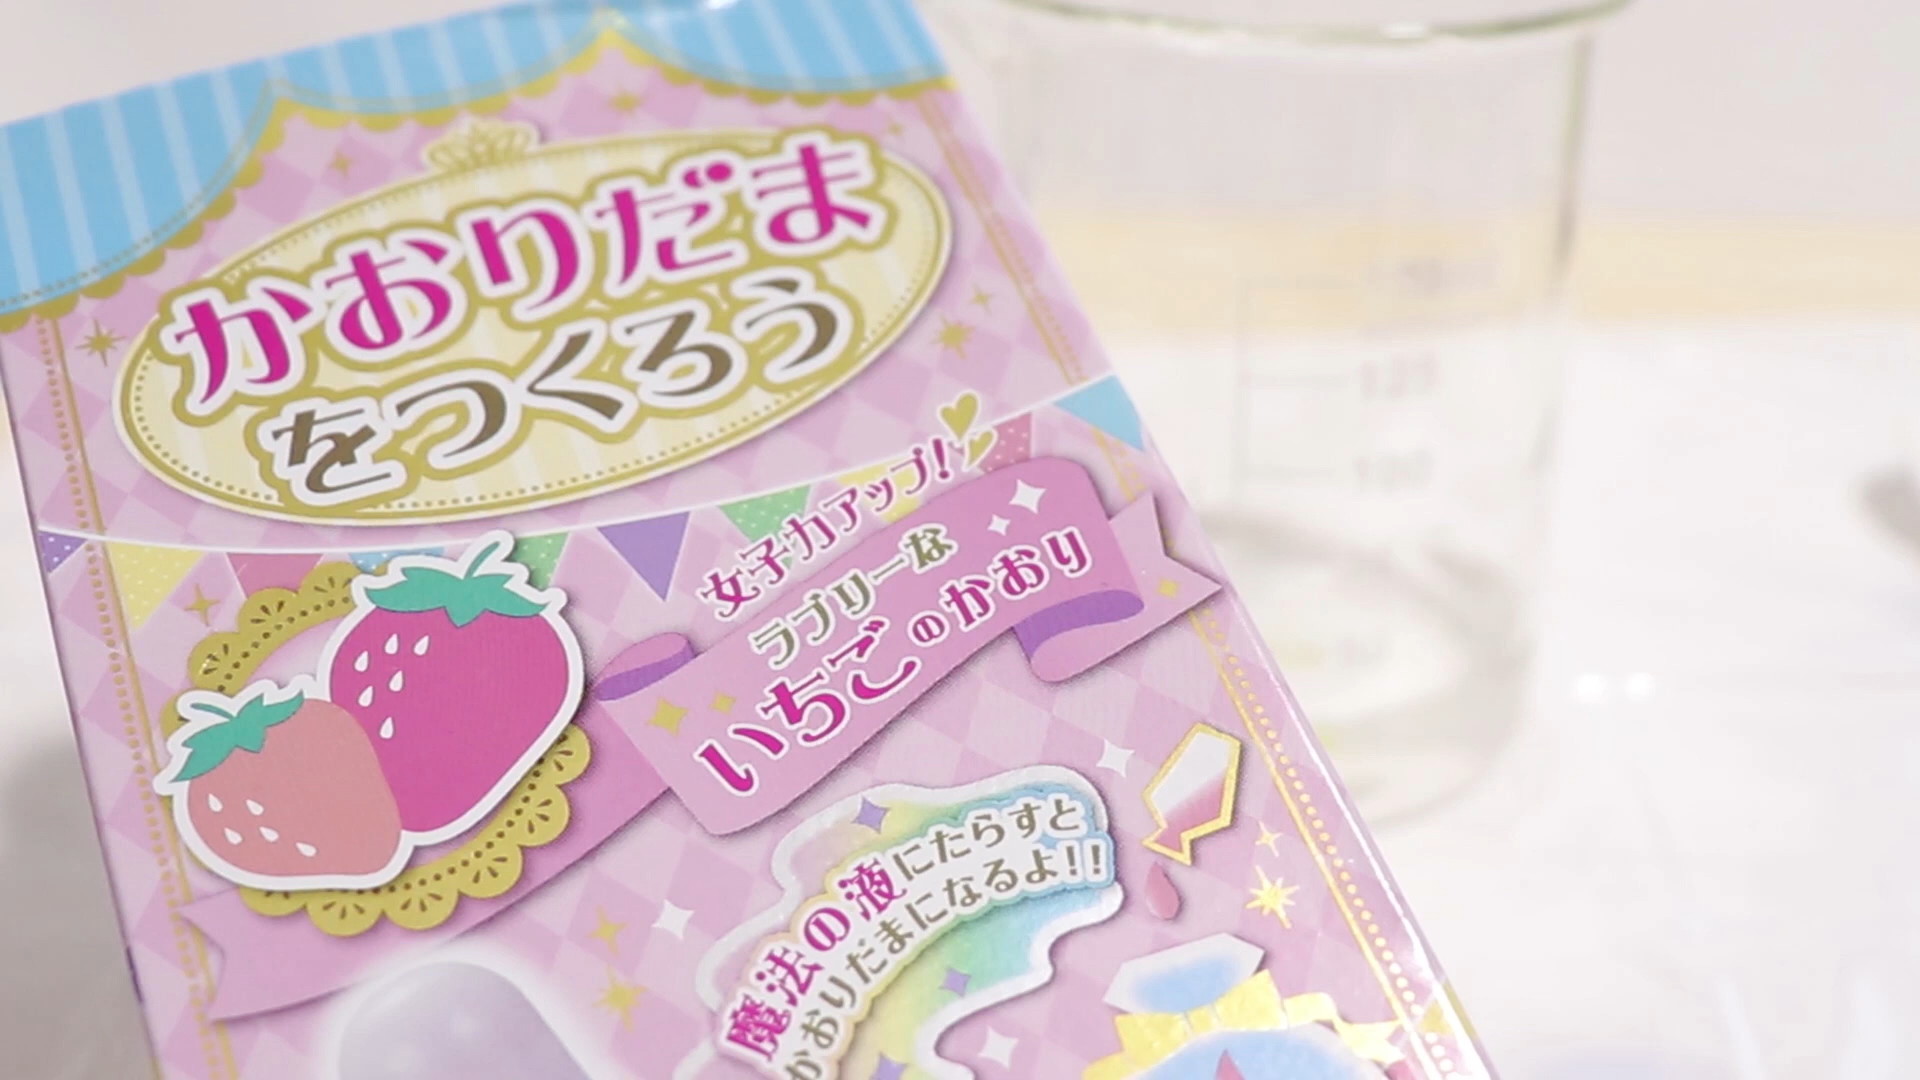 かおりだま
をつくろう
女子力アップ!
ラブリーな
いちごのかおり
魔法の液にたらすと
かおりだまになるよ!!